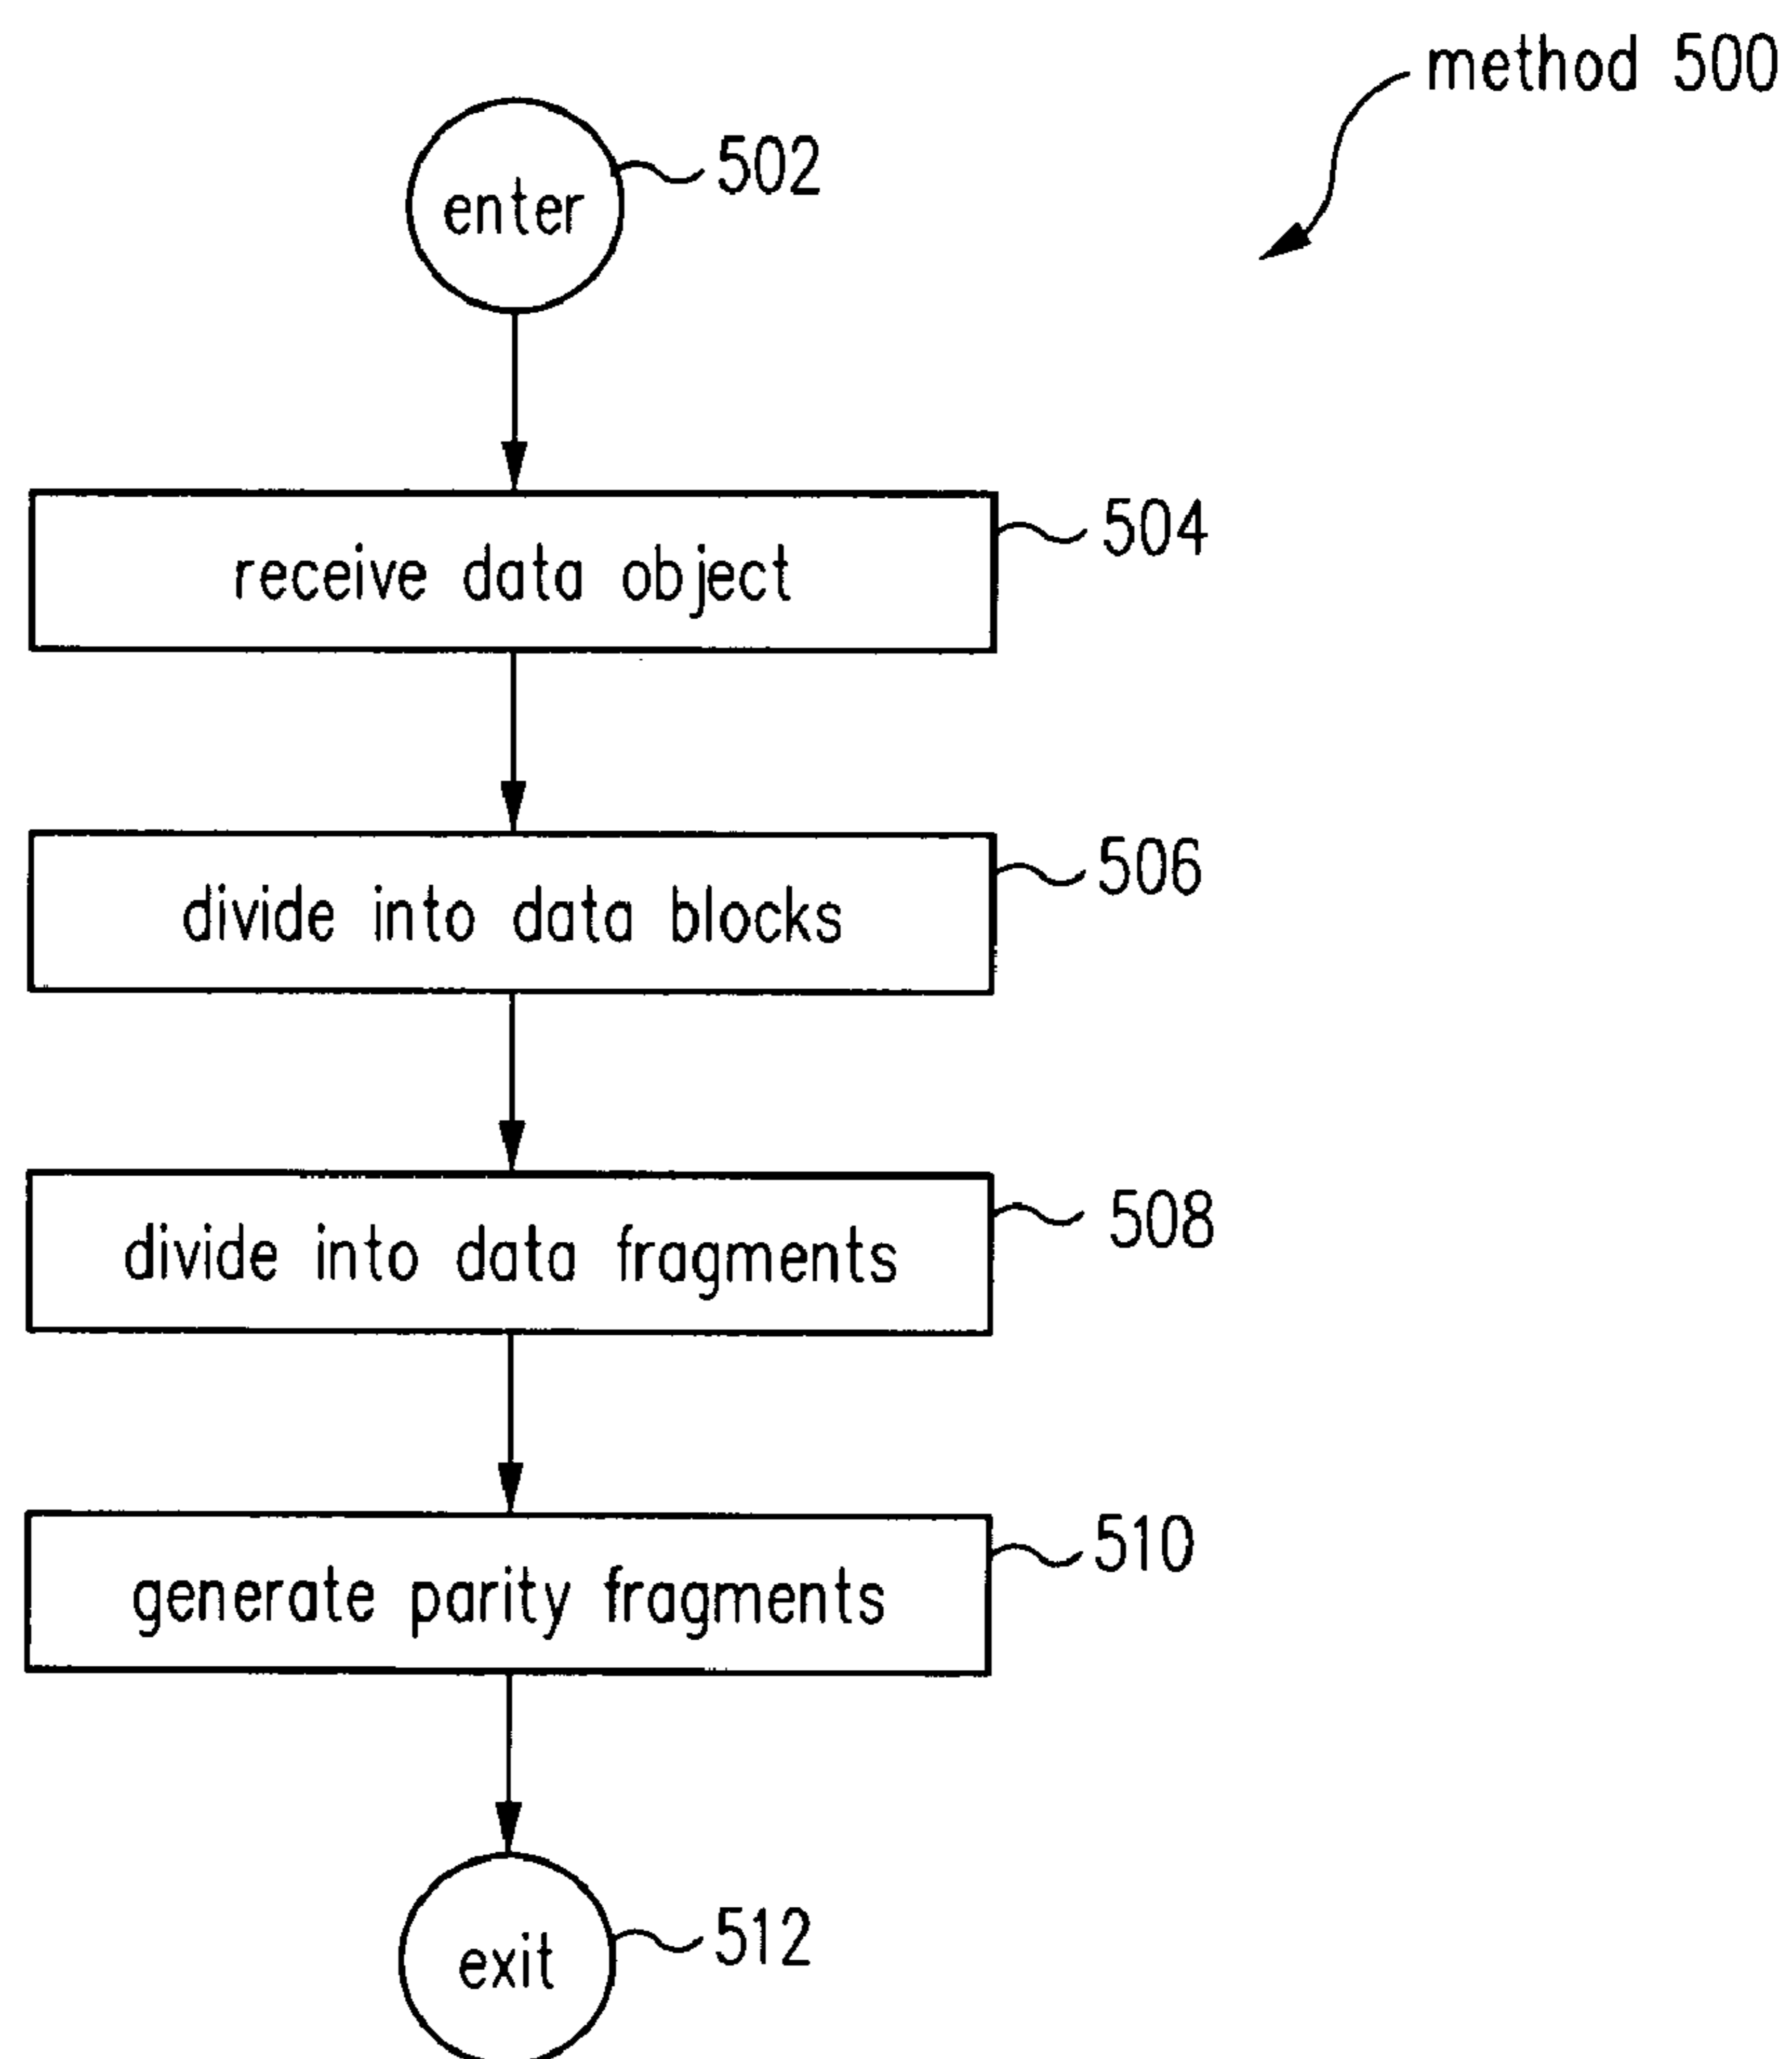 method 500
enter
502
receive data object
504
divide into data blocks
506
divide into data fragments
508
generate parity fragments
510
exit
512